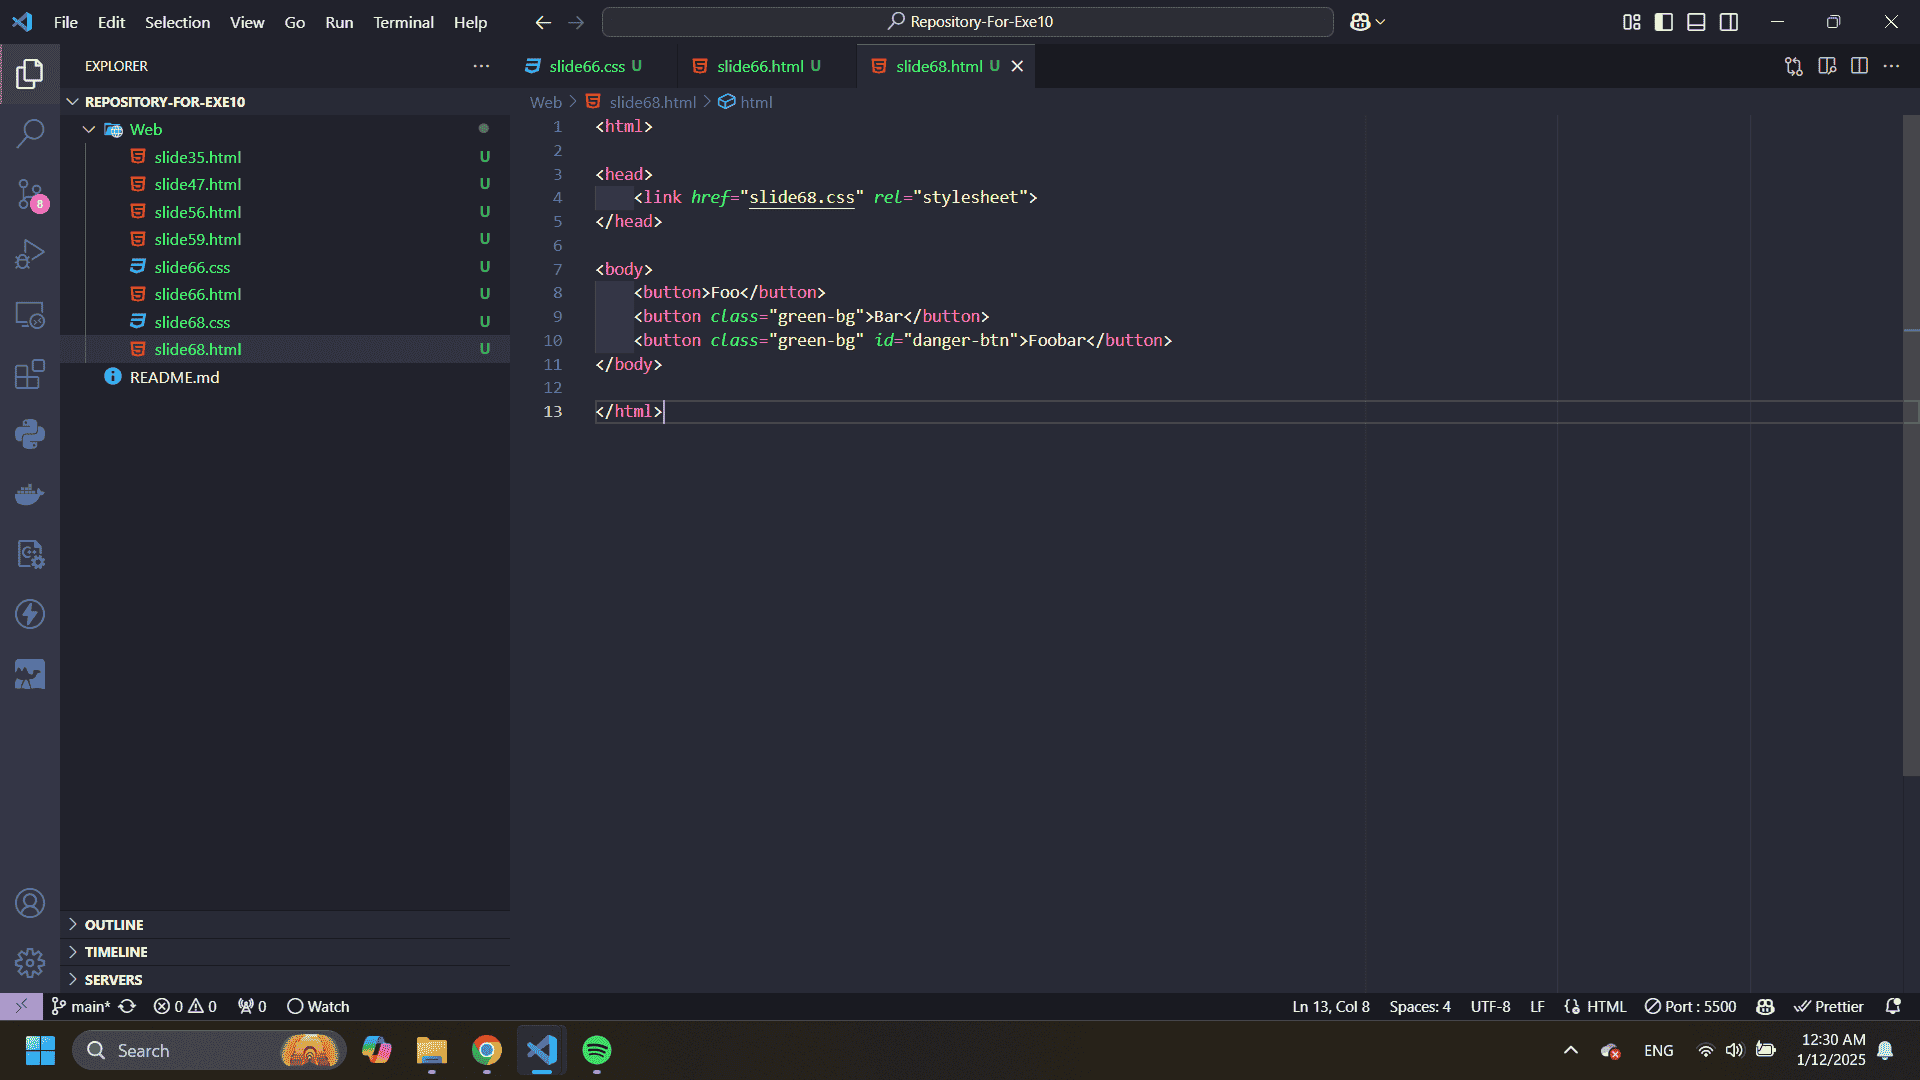 File Edit Selection View Go Run Terminal Help
Repository-For-Exe10
EXPLORER
REPOSITORY-FOR-EXE10
Web
slide35.html U
slide47.html U
slide56.html U
slide59.html U
slide66.css U
slide66.html U
slide68.css U
slide68.html U
README.md
OUTLINE
TIMELINE
SERVERS
8
slide66.css U slide66.html U slide68.html U
Web > slide68.html > html
1 <html>
2
3 <head>
4 <link href="slide68.css" rel="stylesheet">
5 </head>
6
7 <body>
8 <button>Foo</button>
9 <button class="green-bg">Bar</button>
10 <button class="green-bg" id="danger-btn">Foobar</button>
11 </body>
12
13 </html>
main* 0 0 0 Watch
Ln 13, Col 8 Spaces: 4 UTF-8 LF HTML Port : 5500 Prettier
Search
ENG
12:30 AM
1/12/2025